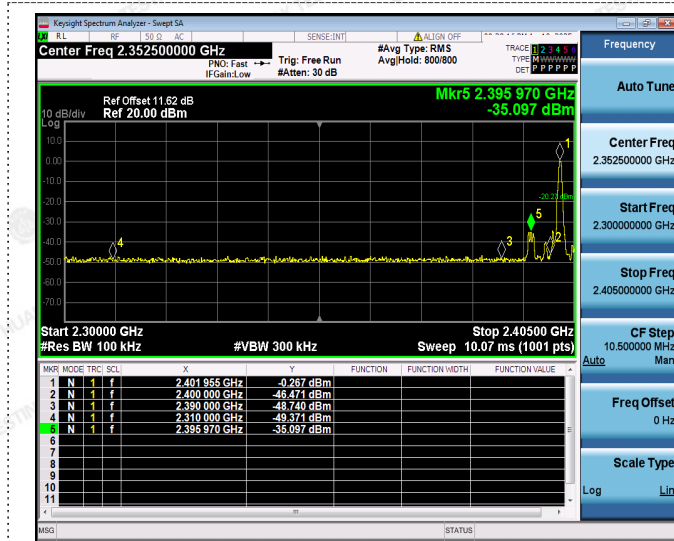 Keysight Spectrum Analyzer - Swept SA
RL RF 50 Ω AC SENSE:INT ALIGN OFF
Center Freq 2.352500000 GHz
PNO: Fast
IFGain:Low
Trig: Free Run
#Atten: 30 dB
#Avg Type: RMS
Avg|Hold: 800/800
TRACE 1 2 3 4 5 6
TYPE M WWWWW
DET P P P P P P
Frequency
Auto Tune
Center Freq
2.352500000 GHz
Start Freq
2.300000000 GHz
Stop Freq
2.405000000 GHz
CF Step
10.500000 MHz
Auto Man
Freq Offset
0 Hz
Scale Type
Log Lin
Mkr5 2.395 970 GHz
-35.097 dBm
Ref Offset 11.62 dB
10 dB/div Ref 20.00 dBm
Log
10.0
0.00
-10.0
-20.0
-30.0
-40.0
-50.0
-60.0
-70.0
1
-20.23 dBm
5
2
3
4
Start 2.30000 GHz Stop 2.40500 GHz
#Res BW 100 kHz #VBW 300 kHz Sweep 10.07 ms (1001 pts)
MKR MODE TRC SCL X Y FUNCTION FUNCTION WIDTH FUNCTION VALUE
1 N 1 f 2.401 955 GHz -0.267 dBm
2 N 1 f 2.400 000 GHz -46.471 dBm
3 N 1 f 2.390 000 GHz -48.740 dBm
4 N 1 f 2.310 000 GHz -49.371 dBm
5 N 1 f 2.395 970 GHz -35.097 dBm
6
7
8
9
10
11
MSG STATUS